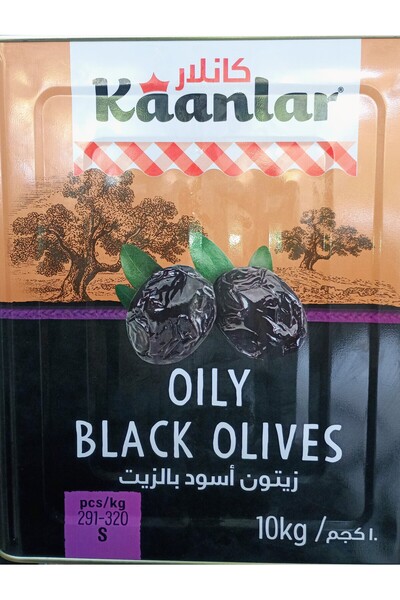 كانلار
Kaanlar®
OILY
BLACK OLIVES
زيتون أسود بالزيت
pcs/kg
291-320
S
10kg / ١٠ كجم